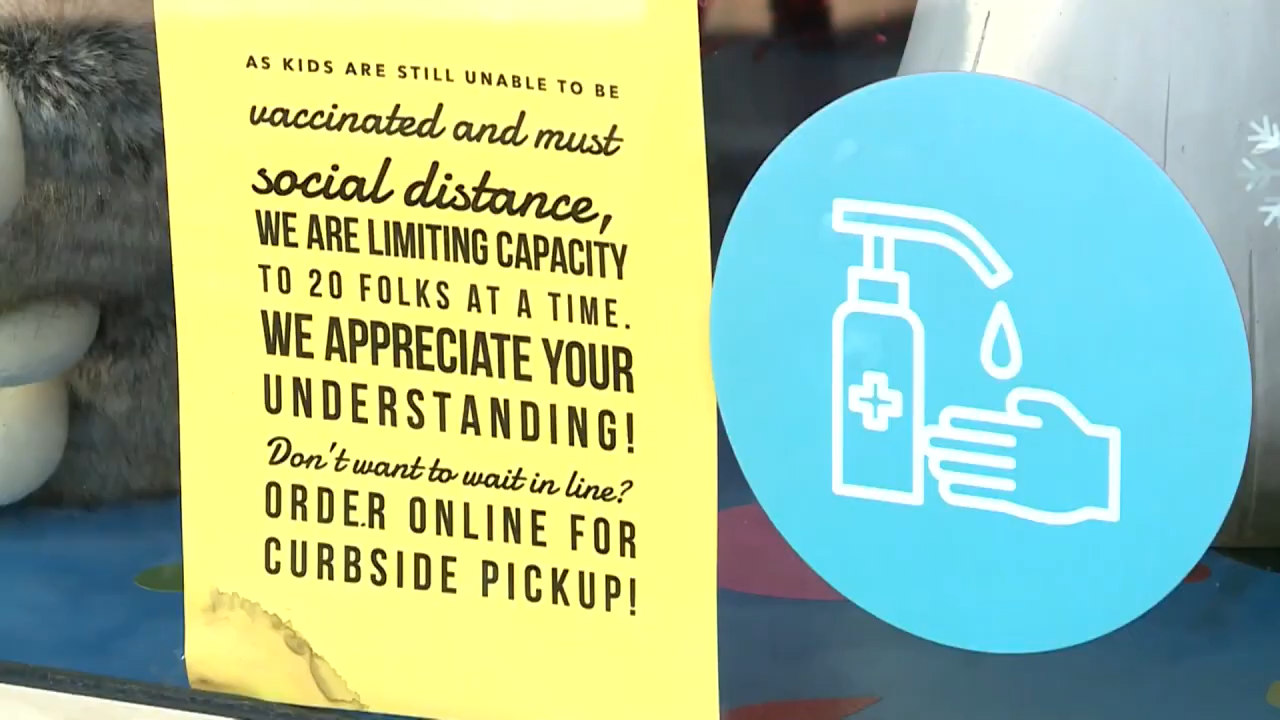 AS KIDS ARE STILL UNABLE TO BE
vaccinated and must
social distance,
WE ARE LIMITING CAPACITY
TO 20 FOLKS AT A TIME.
WE APPRECIATE YOUR
UNDERSTANDING!
Don't want to wait in line?
ORDER ONLINE FOR
CURBSIDE PICKUP!